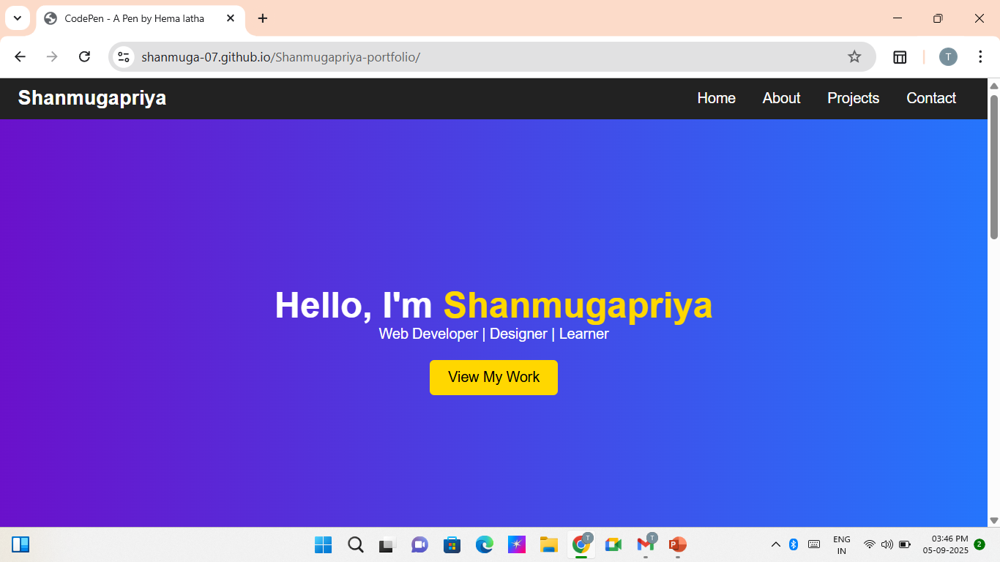 CodePen - A Pen by Hema latha
shanmuga-07.github.io/Shanmugapriya-portfolio/
T
Shanmugapriya
Home About Projects Contact
Hello, I'm Shanmugapriya
Web Developer | Designer | Learner
View My Work
T
T
P
ENG
IN
03:46 PM
05-09-2025
2